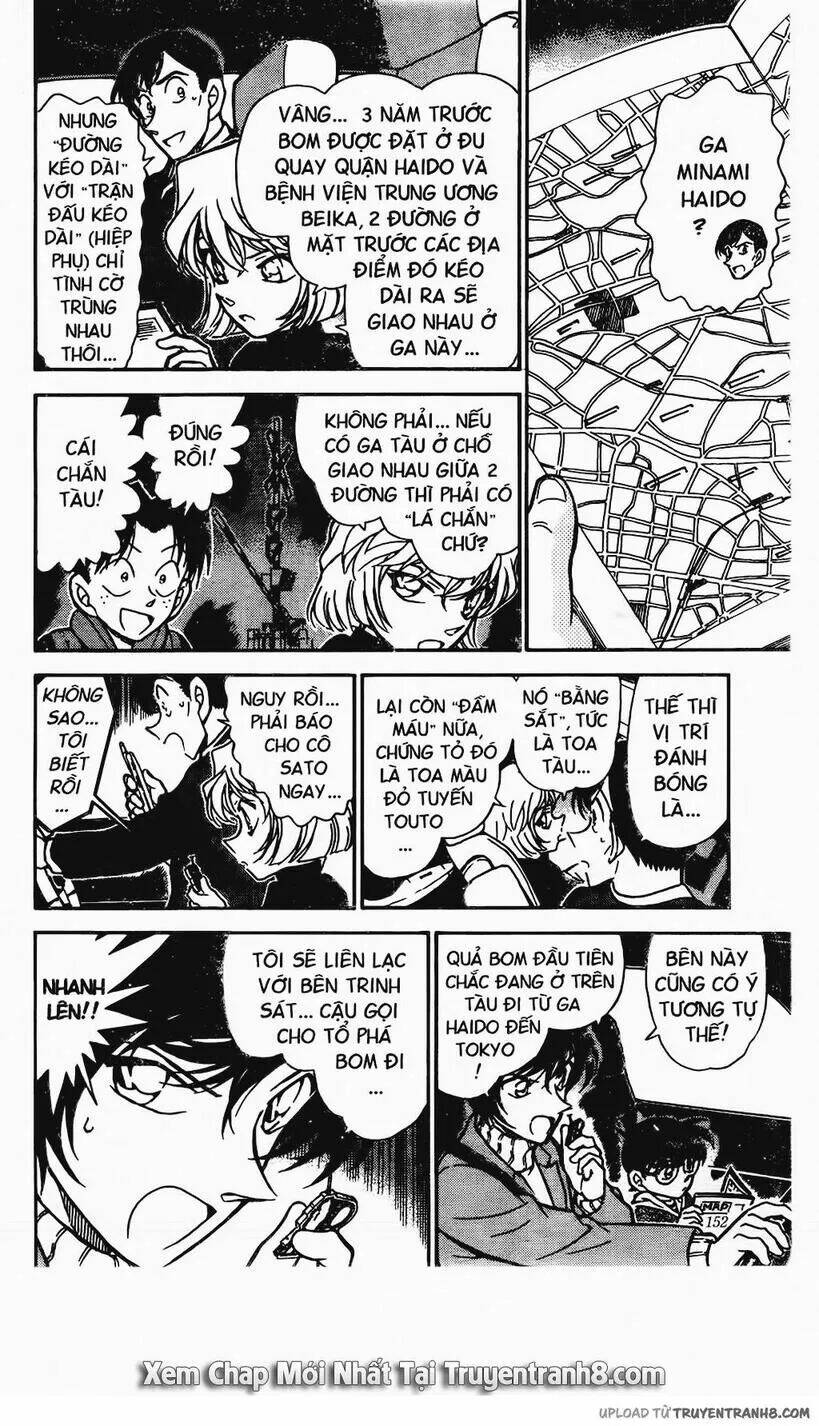 GA
MINAMI
HAIDO
?
VÂNG... 3 NĂM TRƯỚC
BOM ĐƯỢC ĐẶT Ở ĐU
QUAY QUẬN HAIDO VÀ
BỆNH VIỆN TRUNG ƯƠNG
BEIKA, 2 ĐƯỜNG Ở
MẶT TRƯỚC CÁC ĐỊA
ĐIỂM ĐÓ KÉO
DÀI RA SẼ
GIAO NHAU Ở
GA NÀY...
NHƯNG
"ĐƯỜNG
KÉO DÀI"
VỚI "TRẬN
ĐẤU KÉO
DÀI" (HIỆP
PHỤ) CHỈ
TÌNH CỜ
TRÙNG
NHAU
THÔI...
KHÔNG PHẢI... NẾU
CÓ GA TÀU Ở CHỖ
GIAO NHAU GIỮA 2
ĐƯỜNG THÌ PHẢI CÓ
"LÁ CHẮN"
CHỨ?
ĐÚNG
RỒI!
CÁI
CHẮN
TÀU!
THẾ THÌ
VỊ TRÍ
ĐÁNH
BÓNG
LÀ...
NÓ "BẰNG
SẮT", TỨC
LÀ TOA
TÀU...
LẠI CÒN "ĐẦM
MÁU" NỮA,
CHỨNG TỎ ĐÓ
LÀ TOA MÀU
ĐỎ TUYẾN
TOUTO
...
NGUY RỒI...
PHẢI BÁO
CHO CÔ
SATO
NGAY...
KHÔNG
SAO...
TÔI
BIẾT
RỒI
...
BÊN NÀY
CŨNG CÓ Ý
TƯƠNG TỰ
THẾ!
QUẢ BOM ĐẦU TIÊN
CHẮC ĐANG Ở TRÊN
TÀU ĐI TỪ GA
HAIDO ĐẾN
TOKYO
!
MAP
152
TÔI SẼ LIÊN LẠC
VỚI BÊN TRINH
SÁT... CẬU GỌI
CHO TỔ PHÁ
BOM ĐI
...
NHANH
LÊN!!
Xem Chap Mới Nhất Tại Truyentranh8.com
UPLOAD TỪ TRUYENTRANH8.COM